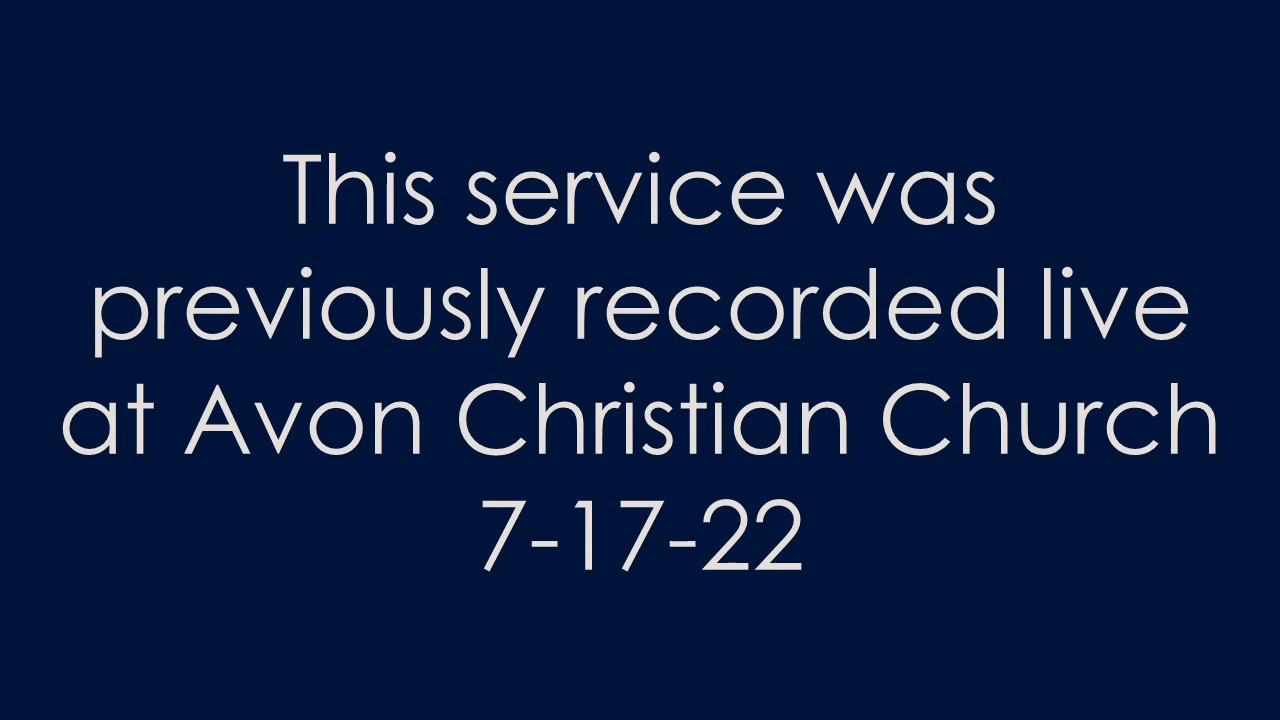 This service was
previously recorded live
at Avon Christian Church
7-17-22